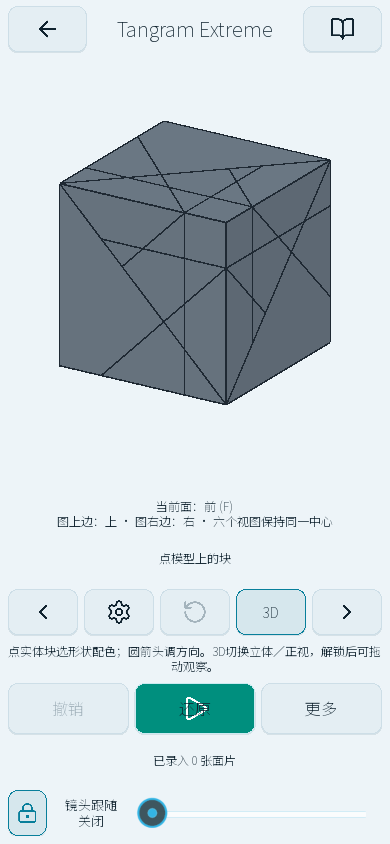 Tangram Extreme
当前面：前 (F)
图上边：上 · 图右边：右 · 六个视图保持同一中心
点模型上的块
3D
点实体块选形状配色；圆箭头调方向。3D切换立体／正视，解锁后可拖
动观察。
撤销
还原
更多
已录入 0 张面片
镜头跟随
关闭